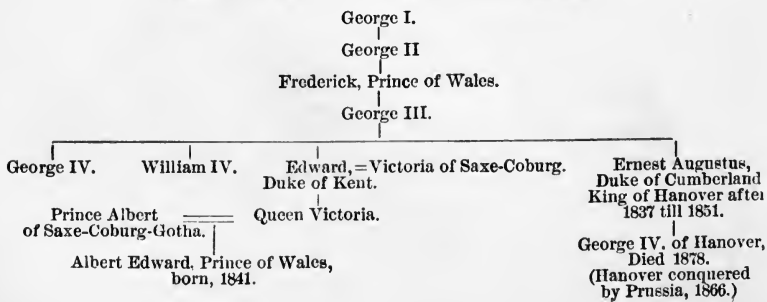 George I.
George II
Frederick, Prince of Wales.
George III.
George IV.
William IV.
Edward, = Victoria of Saxe-Coburg.
Duke of Kent.
Ernest Augustus,
Duke of Cumberland
King of Hanover after
1837 till 1851.
Prince Albert
of Saxe-Coburg-Gotha.
Queen Victoria.
Albert Edward, Prince of Wales,
born, 1841.
George IV. of Hanover,
Died 1878.
(Hanover conquered
by Prussia, 1866.)